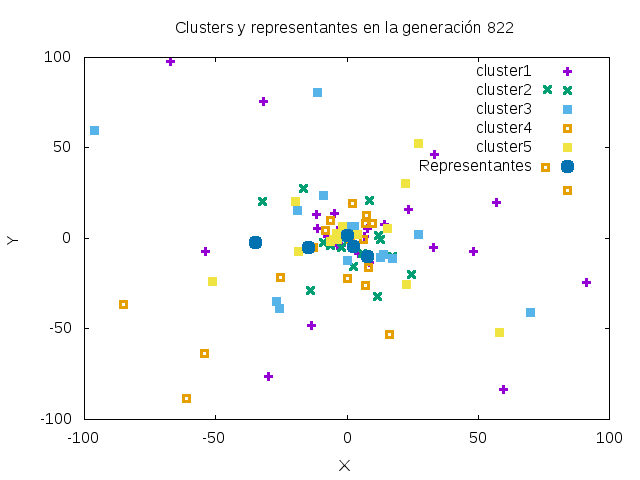 Clusters y representantes en la generación 822
100
50
0
-50
-100
-100 -50 0 50 100
X
Y
cluster1
cluster2
cluster3
cluster4
cluster5
Representantes